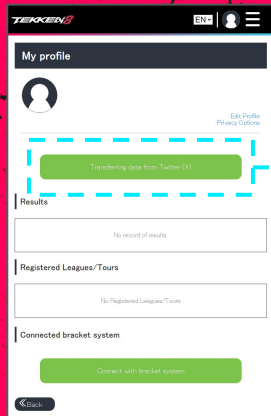 TEKKEN8
EN
My profile
Edit Profile
Privacy Options
Transferring data from Twitter (X)
Results
No record of results
Registered Leagues/Tours
No Registered Leagues/Tours
Connected bracket system
Connect with bracket system
Back